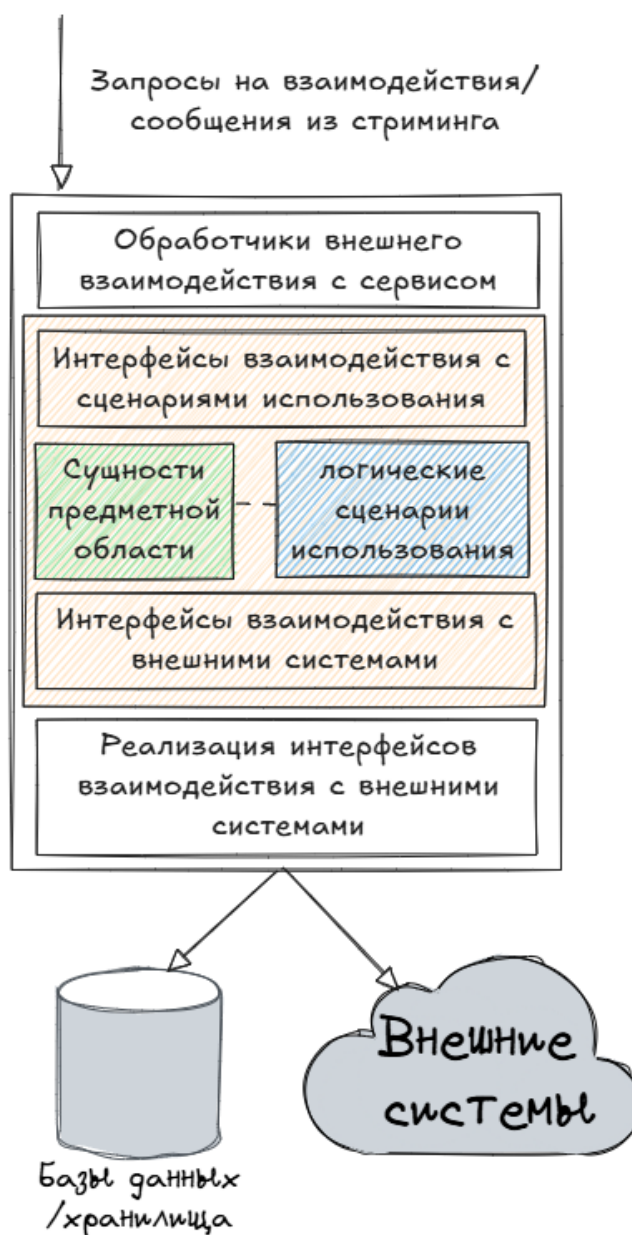 Запросы на взаимодействия/
сообщения из стриминга
Обработчики внешнего
взаимодействия с сервисом
Интерфейсы взаимодействия с
сценариями использования
Сущности
предметной
области
логические
сценарии
использования
Интерфейсы взаимодействия с
внешними системами
Реализация интерфейсов
взаимодействия с внешними
системами
Внешние
системы
Базы данных
/хранилища